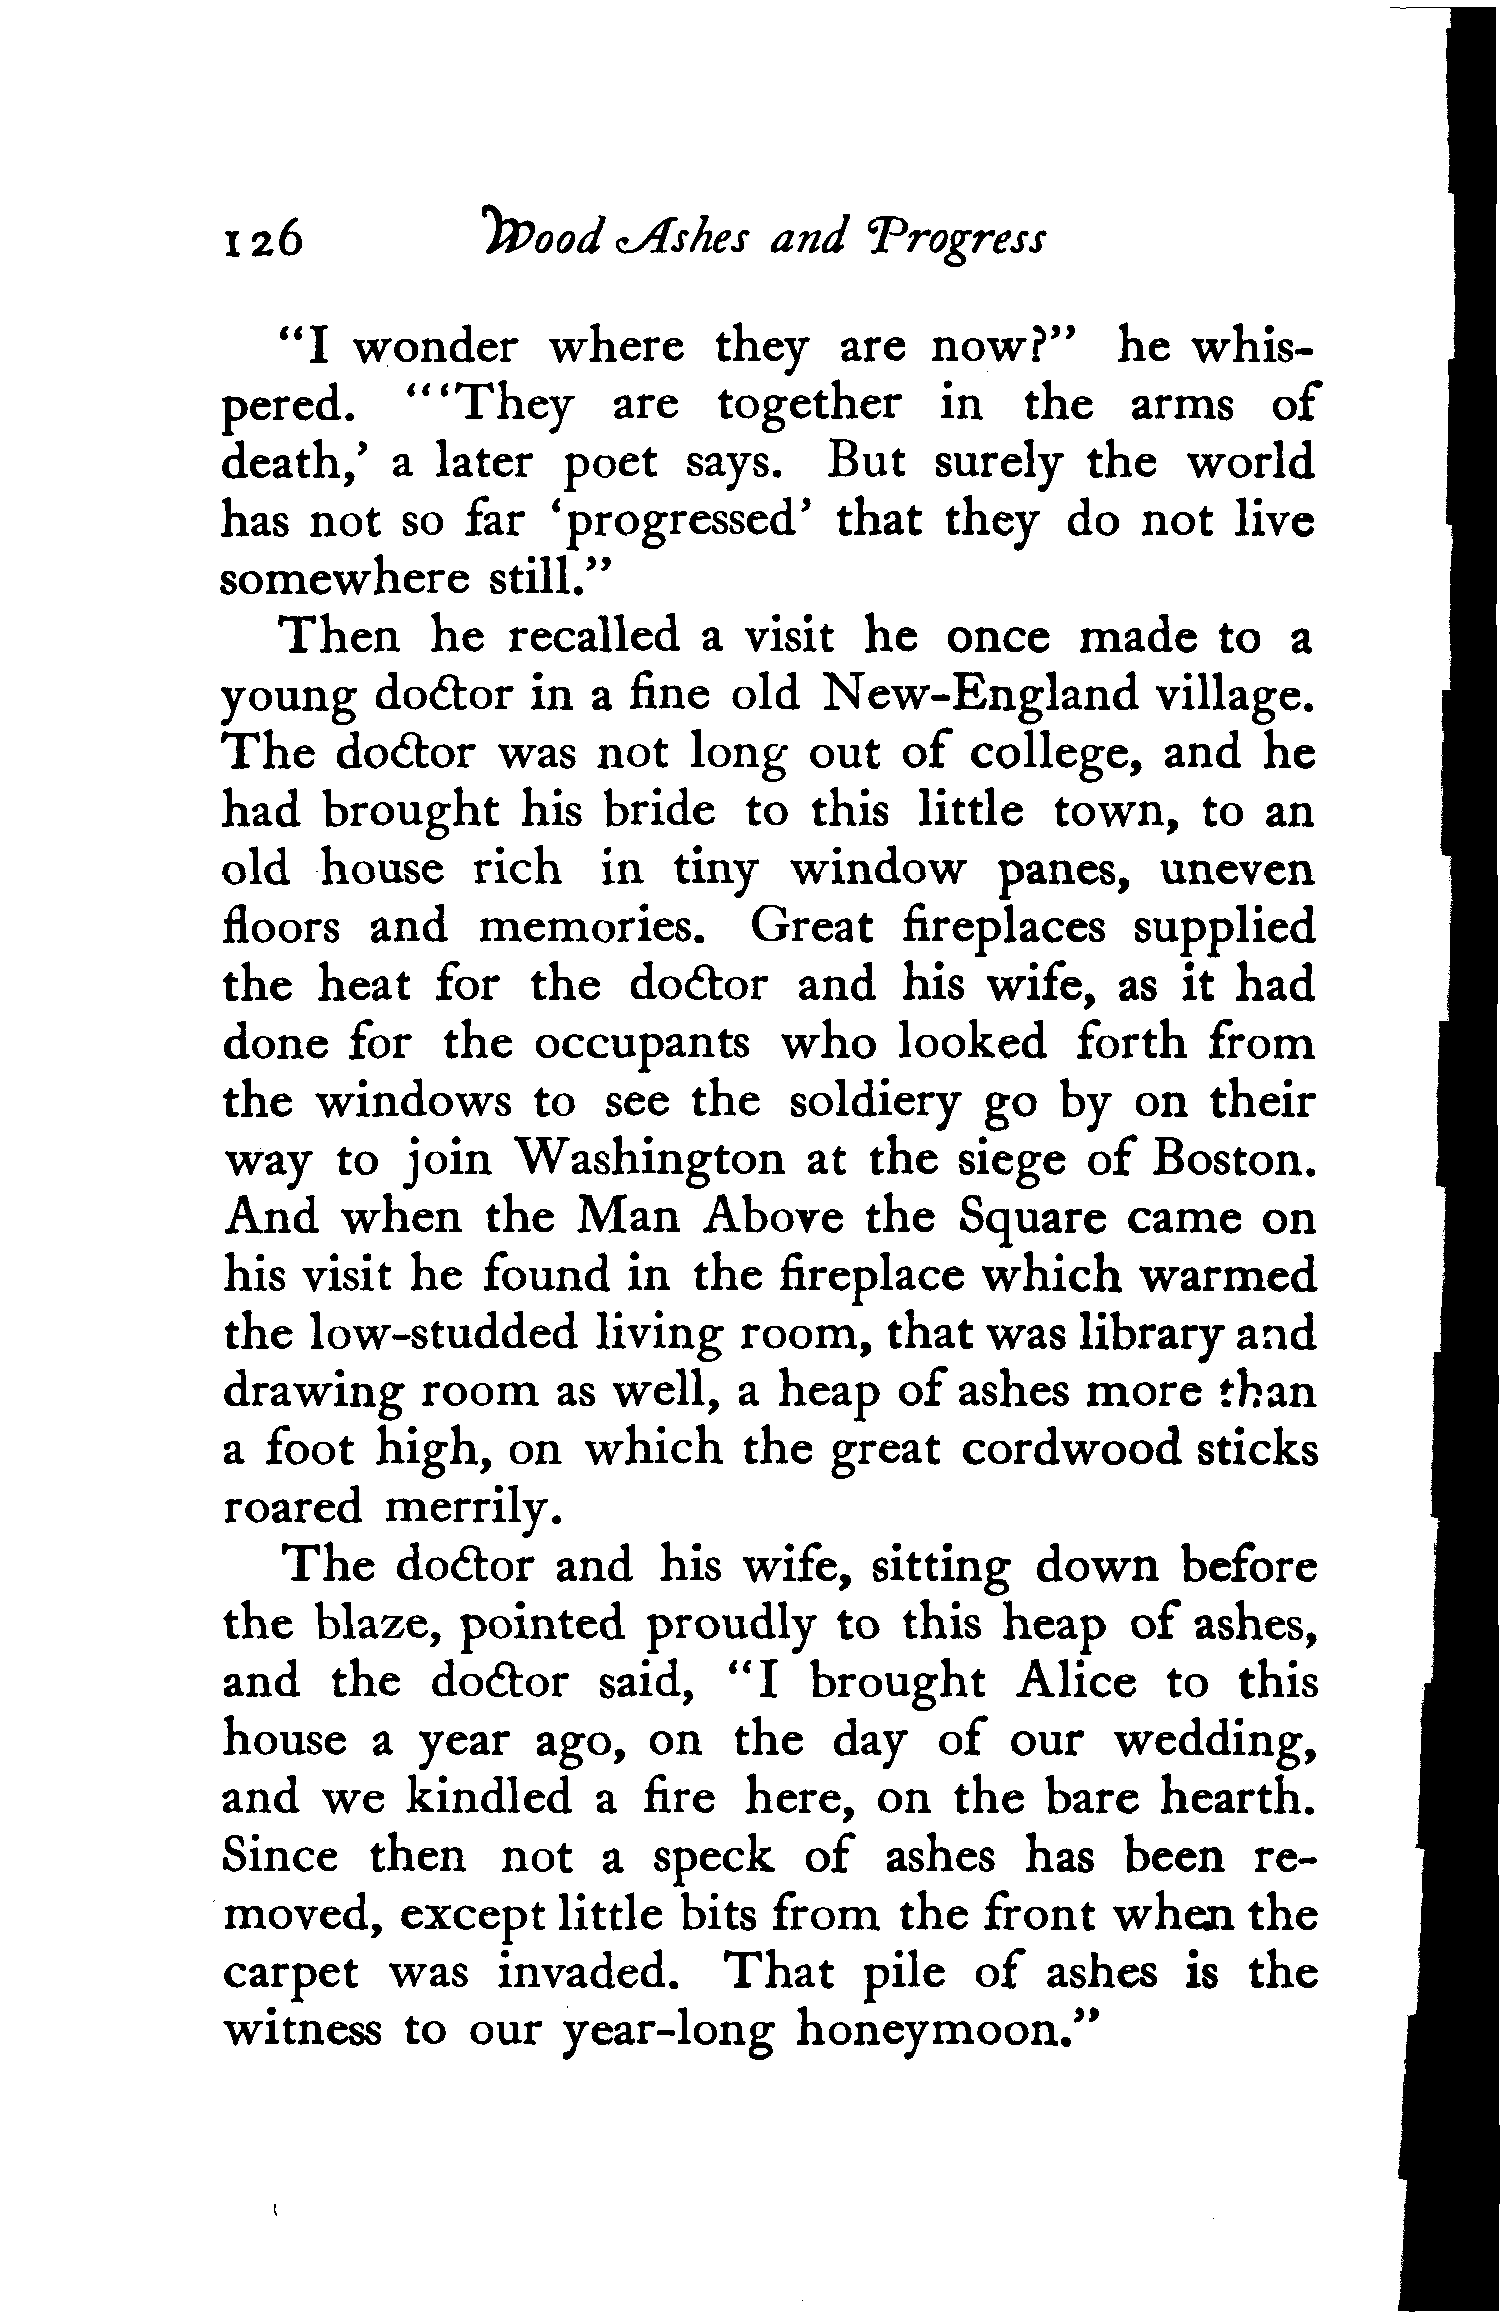 126 Wood Ashes and Progress
"I wonder where they are now?" he whis-
pered. "'They are together in the arms of
death,' a later poet says. But surely the world
has not so far 'progressed' that they do not live
somewhere still."
Then he recalled a visit he once made to a
young doctor in a fine old New-England village.
The doctor was not long out of college, and he
had brought his bride to this little town, to an
old house rich in tiny window panes, uneven
floors and memories. Great fireplaces supplied
the heat for the doctor and his wife, as it had
done for the occupants who looked forth from
the windows to see the soldiery go by on their
way to join Washington at the siege of Boston.
And when the Man Above the Square came on
his visit he found in the fireplace which warmed
the low-studded living room, that was library and
drawing room as well, a heap of ashes more than
a foot high, on which the great cordwood sticks
roared merrily.
The doctor and his wife, sitting down before
the blaze, pointed proudly to this heap of ashes,
and the doctor said, "I brought Alice to this
house a year ago, on the day of our wedding,
and we kindled a fire here, on the bare hearth.
Since then not a speck of ashes has been re-
moved, except little bits from the front when the
carpet was invaded. That pile of ashes is the
witness to our year-long honeymoon."